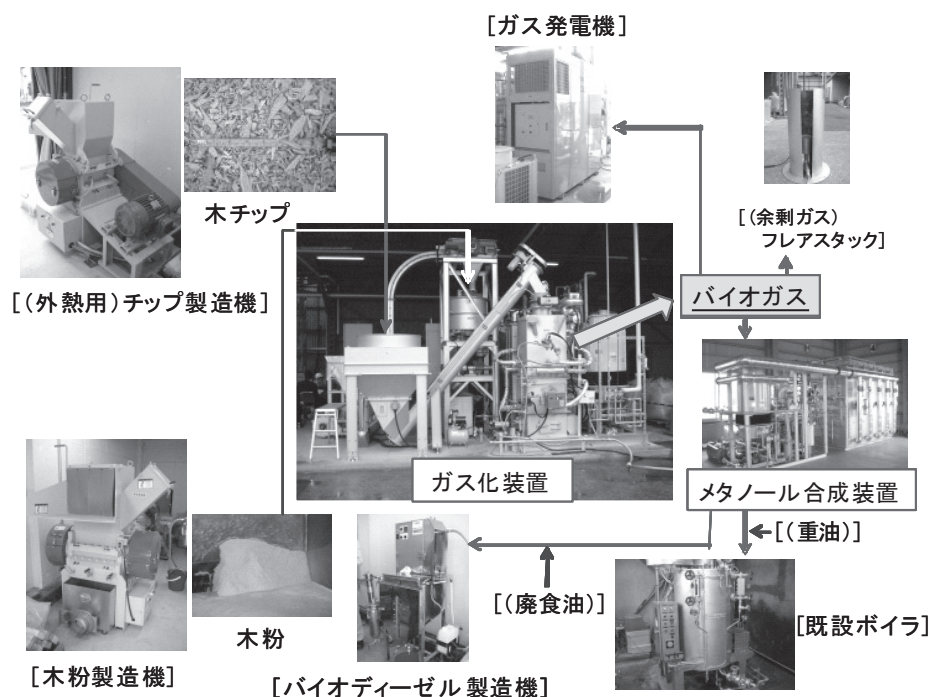 [ガス発電機]
木チップ
[(外熱用)チップ製造機]
[(余剰ガス)
フレアスタック]
バイオガス
ガス化装置
メタノール合成装置
[(重油)]
[(廃食油)]
[既設ボイラ]
木粉
[木粉製造機]
[バイオディーゼル製造機]